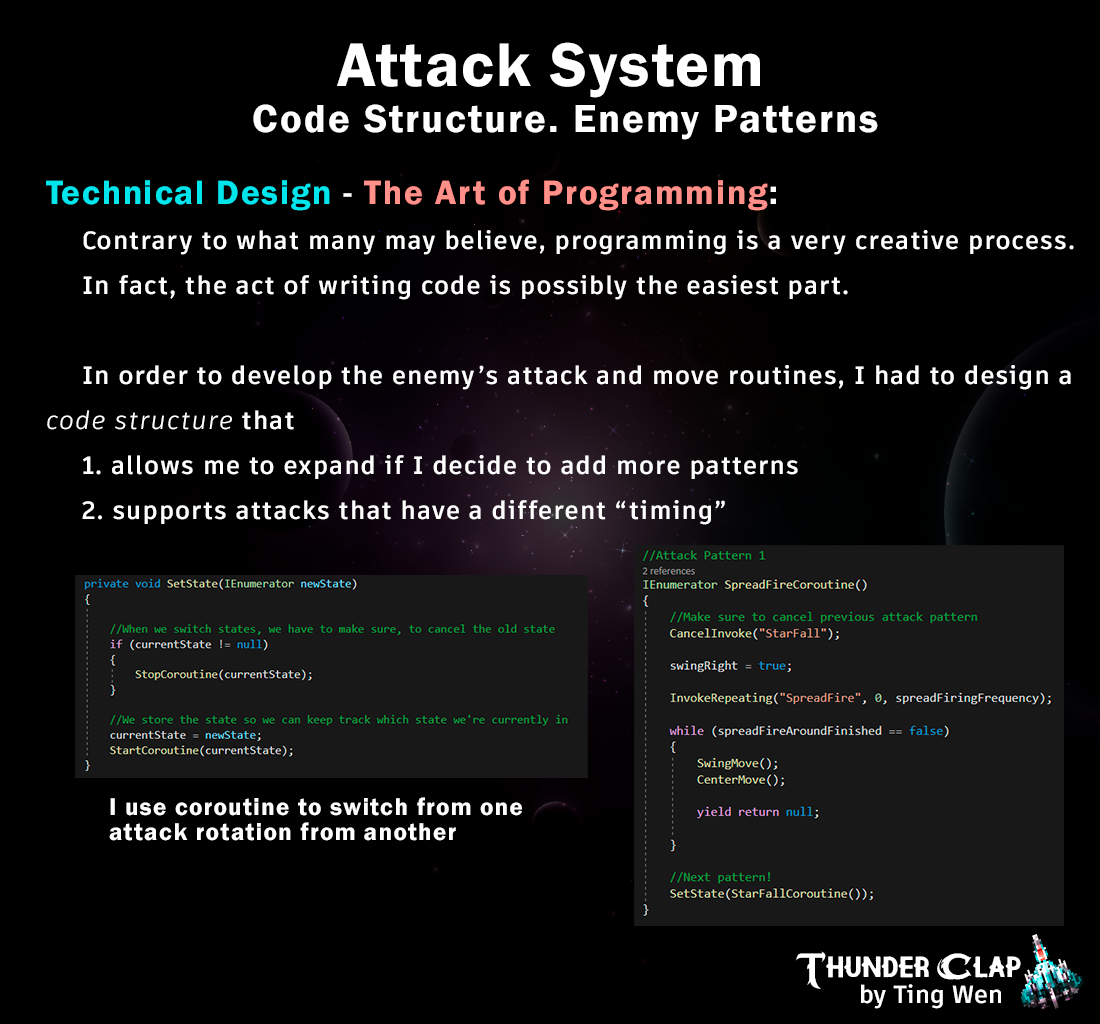 Attack System
Code Structure. Enemy Patterns
Technical Design - The Art of Programming:
Contrary to what many may believe, programming is a very creative process.
In fact, the act of writing code is possibly the easiest part.
In order to develop the enemy’s attack and move routines, I had to design a
code structure that
1. allows me to expand if I decide to add more patterns
2. supports attacks that have a different “timing”
private void SetState(IEnumerator newState)
{
//When we switch states, we have to make sure, to cancel the old state
if (currentState != null)
{
StopCoroutine(currentState);
}
//We store the state so we can keep track which state we're currently in
currentState = newState;
StartCoroutine(currentState);
}
I use coroutine to switch from one
attack rotation from another
//Attack Pattern 1
2 references
IEnumerator SpreadFireCoroutine()
{
//Make sure to cancel previous attack pattern
CancelInvoke("StarFall");
swingRight = true;
InvokeRepeating("SpreadFire", 0, spreadFiringFrequency);
while (spreadFireAroundFinished == false)
{
SwingMove();
CenterMove();
yield return null;
}
//Next pattern!
SetState(StarFallCoroutine());
}
Thunder Clap
by Ting Wen